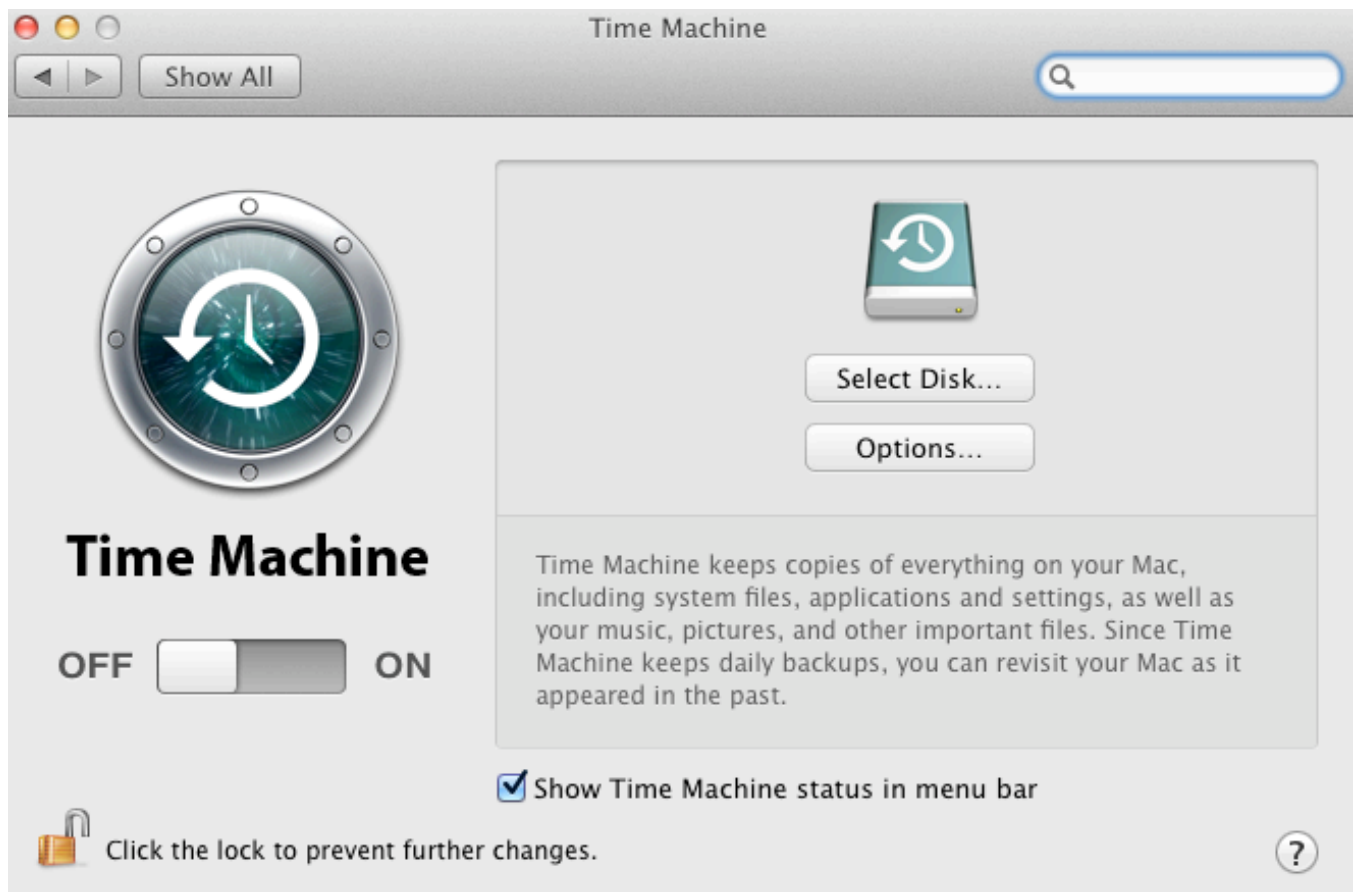 Time Machine
Show All
Select Disk...
Options...
Time Machine
OFF ON
Time Machine keeps copies of everything on your Mac,
including system files, applications and settings, as well as
your music, pictures, and other important files. Since Time
Machine keeps daily backups, you can revisit your Mac as it
appeared in the past.
Show Time Machine status in menu bar
Click the lock to prevent further changes.
?